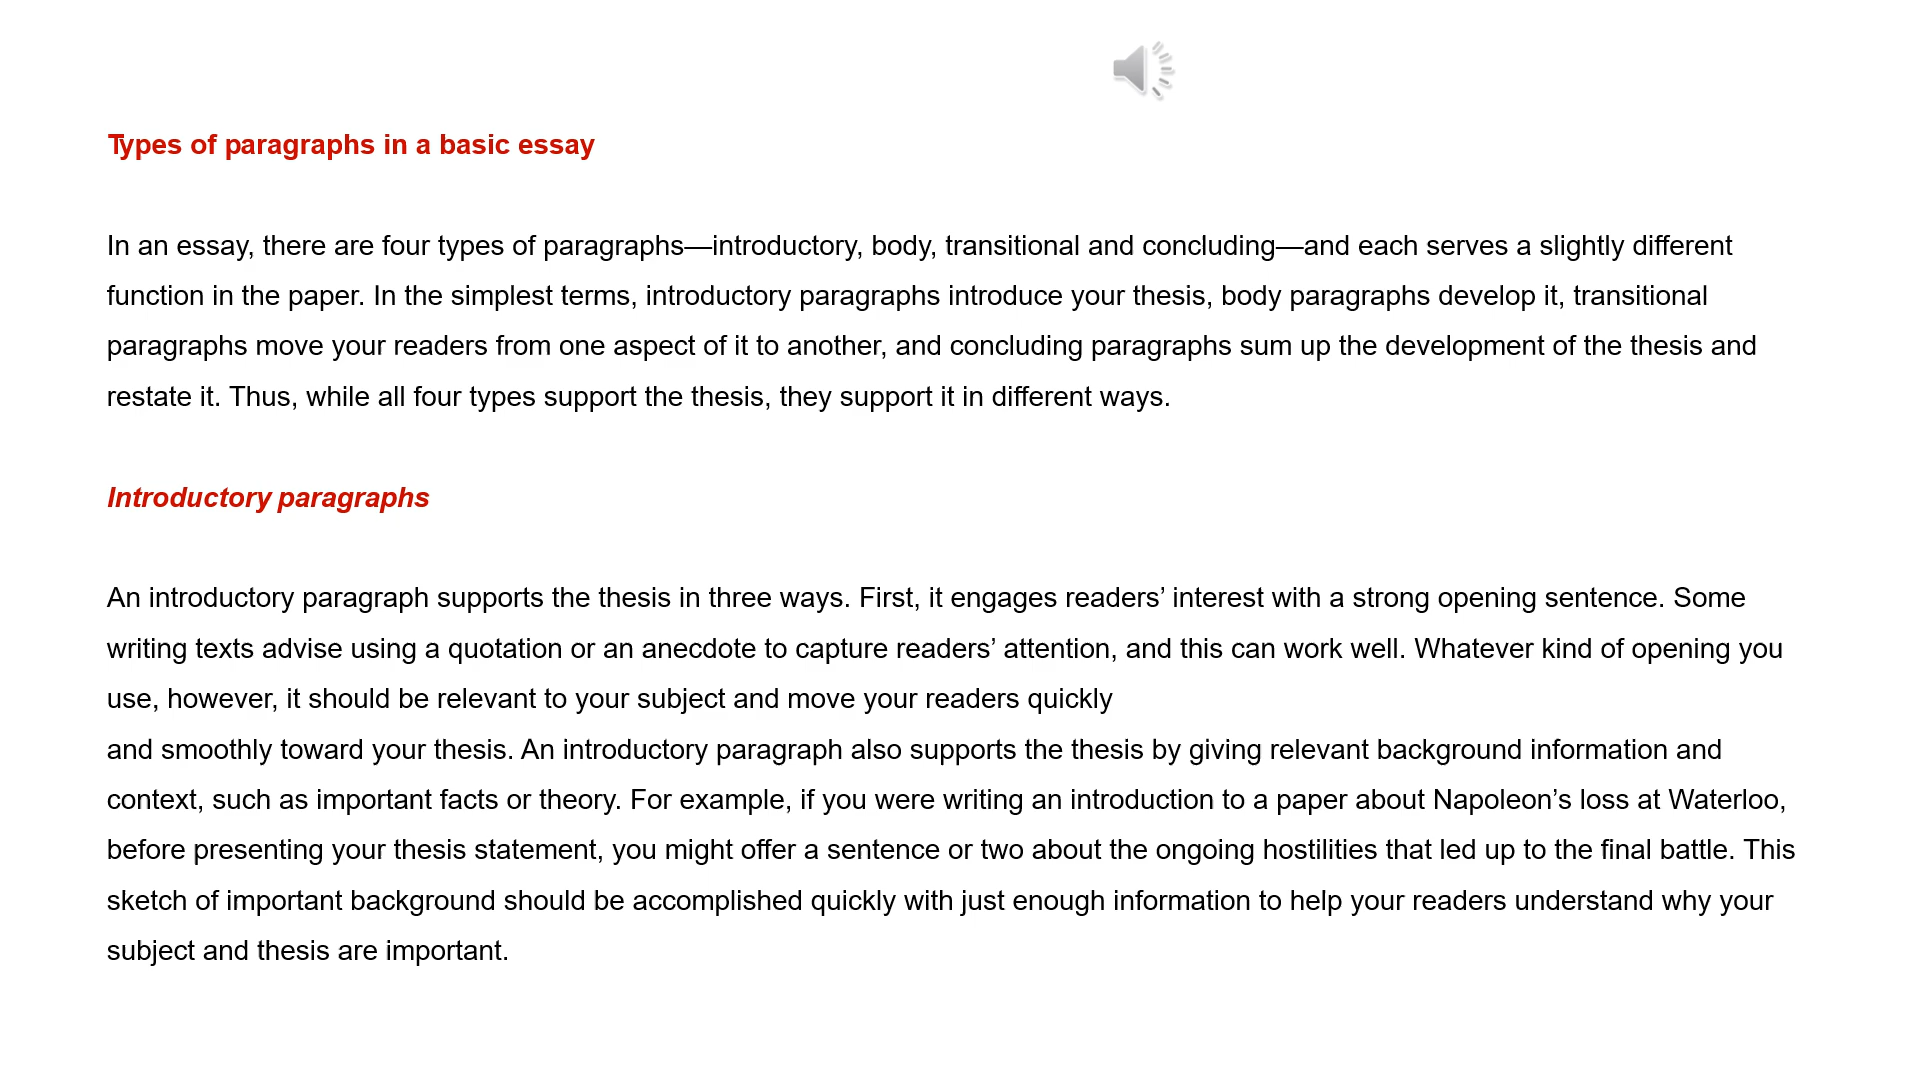 Types of paragraphs in a basic essay
In an essay, there are four types of paragraphs—introductory, body, transitional and concluding—and each serves a slightly different
function in the paper. In the simplest terms, introductory paragraphs introduce your thesis, body paragraphs develop it, transitional
paragraphs move your readers from one aspect of it to another, and concluding paragraphs sum up the development of the thesis and
restate it. Thus, while all four types support the thesis, they support it in different ways.
Introductory paragraphs
An introductory paragraph supports the thesis in three ways. First, it engages readers’ interest with a strong opening sentence. Some
writing texts advise using a quotation or an anecdote to capture readers’ attention, and this can work well. Whatever kind of opening you
use, however, it should be relevant to your subject and move your readers quickly
and smoothly toward your thesis. An introductory paragraph also supports the thesis by giving relevant background information and
context, such as important facts or theory. For example, if you were writing an introduction to a paper about Napoleon’s loss at Waterloo,
before presenting your thesis statement, you might offer a sentence or two about the ongoing hostilities that led up to the final battle. This
sketch of important background should be accomplished quickly with just enough information to help your readers understand why your
subject and thesis are important.